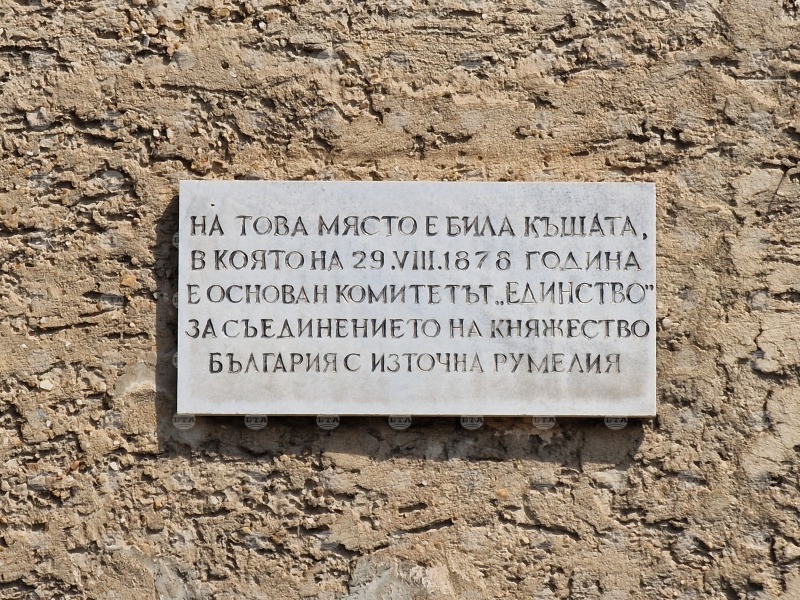 НА ТОВА МЯСТО Е БИЛА КЪЩАТА,
В КОЯТО НА 29.VIII.1878 ГОДИНА
Е ОСНОВАН КОМИТЕТЪТ „ЕДИНСТВО”
ЗА СЪЕДИНЕНИЕТО НА КНЯЖЕСТВО
БЪЛГАРИЯ С ИЗТОЧНА РУМЕЛИЯ